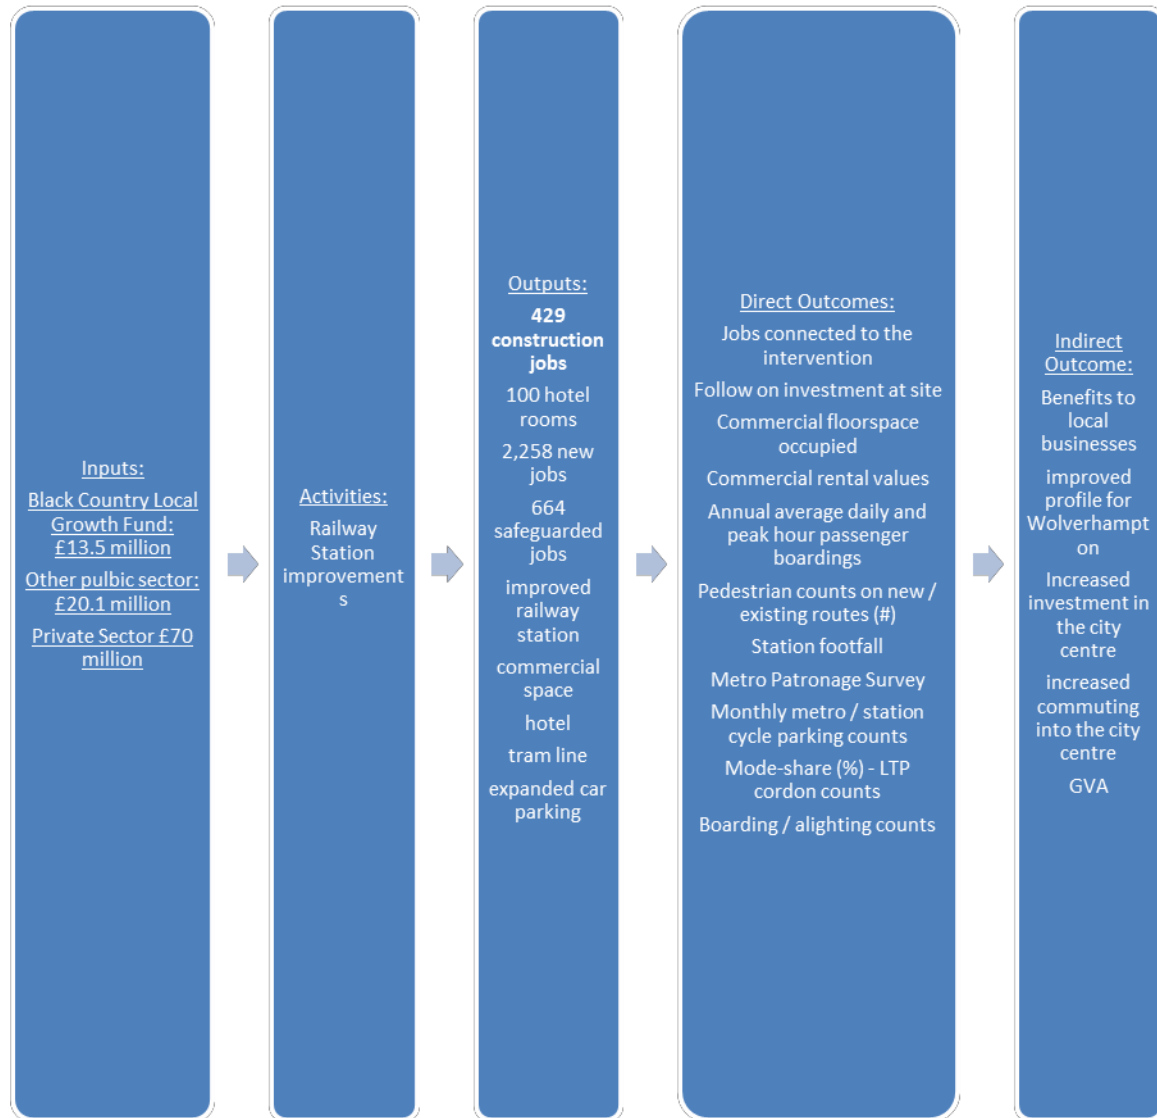 Inputs:
Black Country Local
Growth Fund:
£13.5 million
Other pulbic sector:
£20.1 million
Private Sector £70
million
Activities:
Railway
Station
improvement
s
Outputs:
429
construction
jobs
100 hotel
rooms
2,258 new
jobs
664
safeguarded
jobs
improved
railway
station
commercial
space
hotel
tram line
expanded car
parking
Direct Outcomes:
Jobs connected to the
intervention
Follow on investment at site
Commercial floorspace
occupied
Commercial rental values
Annual average daily and
peak hour passenger
boardings
Pedestrian counts on new /
existing routes (#)
Station footfall
Metro Patronage Survey
Monthly metro / station
cycle parking counts
Mode-share (%) - LTP
cordon counts
Boarding / alighting counts
Indirect
Outcome:
Benefits to
local
businesses
improved
profile for
Wolverhampt
on
Increased
investment in
the city
centre
increased
commuting
into the city
centre
GVA